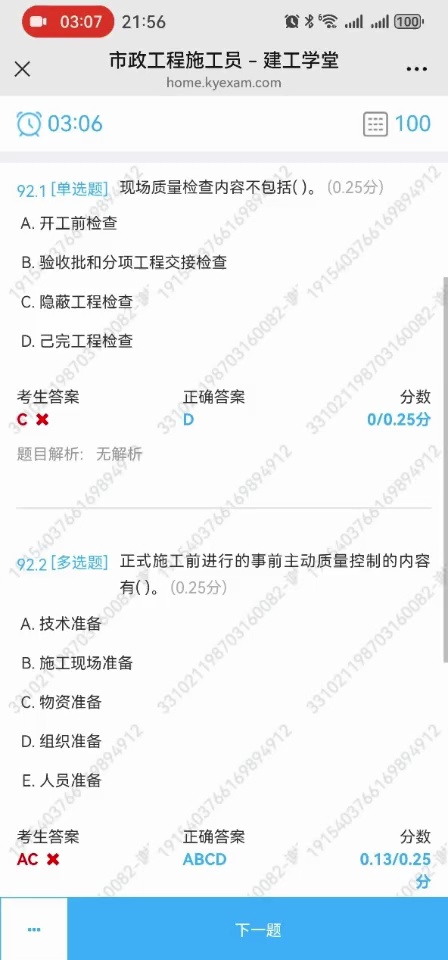 03:07 21:56 6 100
市政工程施工员 – 建工学堂
home.kyexam.com
03:06 100
92.1 [单选题] 现场质量检查内容不包括( )。 (0.25分)
A. 开工前检查
B. 验收批和分项工程交接检查
C. 隐蔽工程检查
D. 己完工程检查
考生答案 正确答案 分数
C D 0/0.25分
题目解析: 无解析
92.2 [多选题] 正式施工前进行的事前主动质量控制的内容
有( )。 (0.25分)
A. 技术准备
B. 施工现场准备
C. 物资准备
D. 组织准备
E. 人员准备
考生答案 正确答案 分数
AC ABCD 0.13/0.25
分
... 下一题